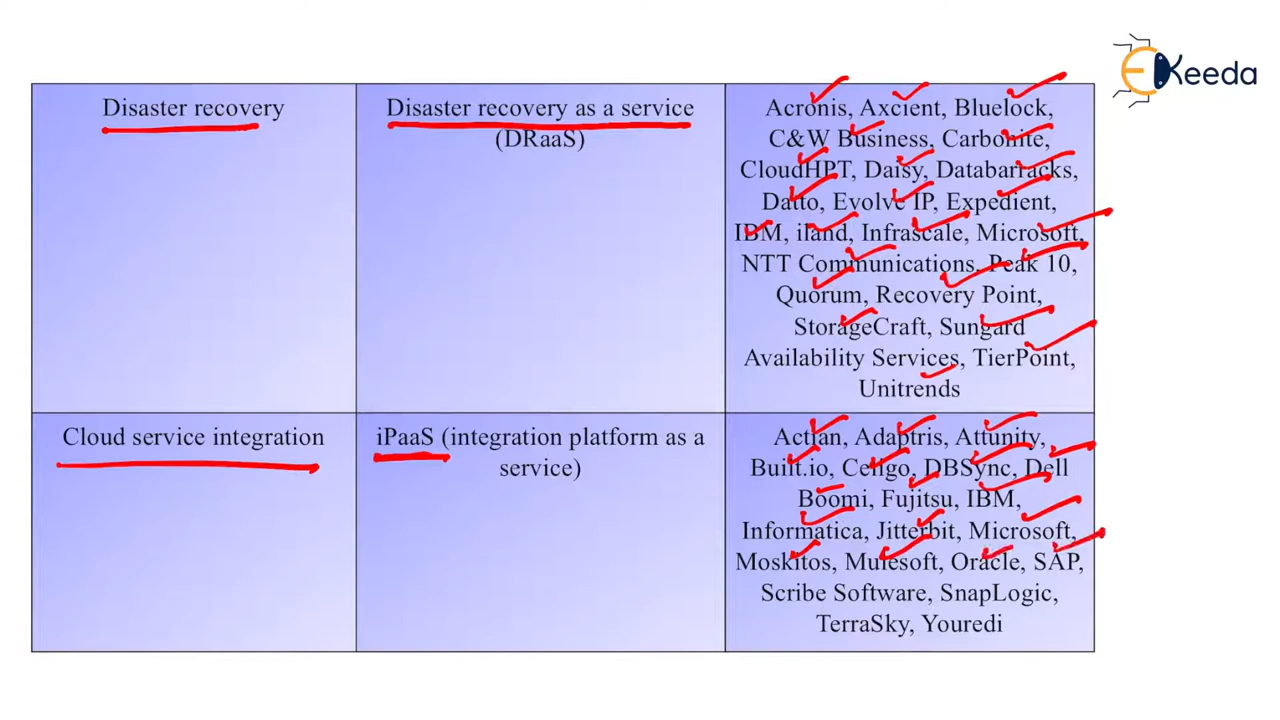 EKeeda
Disaster recovery
Disaster recovery as a service
(DRaaS)
Acronis, Axcient, Bluelock,
C&W Business, Carbonite,
CloudHPT, Daisy, Databarracks,
Datto, Evolve IP, Expedient,
IBM, iland, Infrascale, Microsoft,
NTT Communications, Peak 10,
Quorum, Recovery Point,
StorageCraft, Sungard
Availability Services, TierPoint,
Unitrends
Cloud service integration
iPaaS (integration platform as a
service)
Actian, Adaptris, Attunity,
Built.io, Celigo, DBSync, Dell
Boomi, Fujitsu, IBM,
Informatica, Jitterbit, Microsoft,
Moskitos, Mulesoft, Oracle, SAP,
Scribe Software, SnapLogic,
TerraSky, Youredi